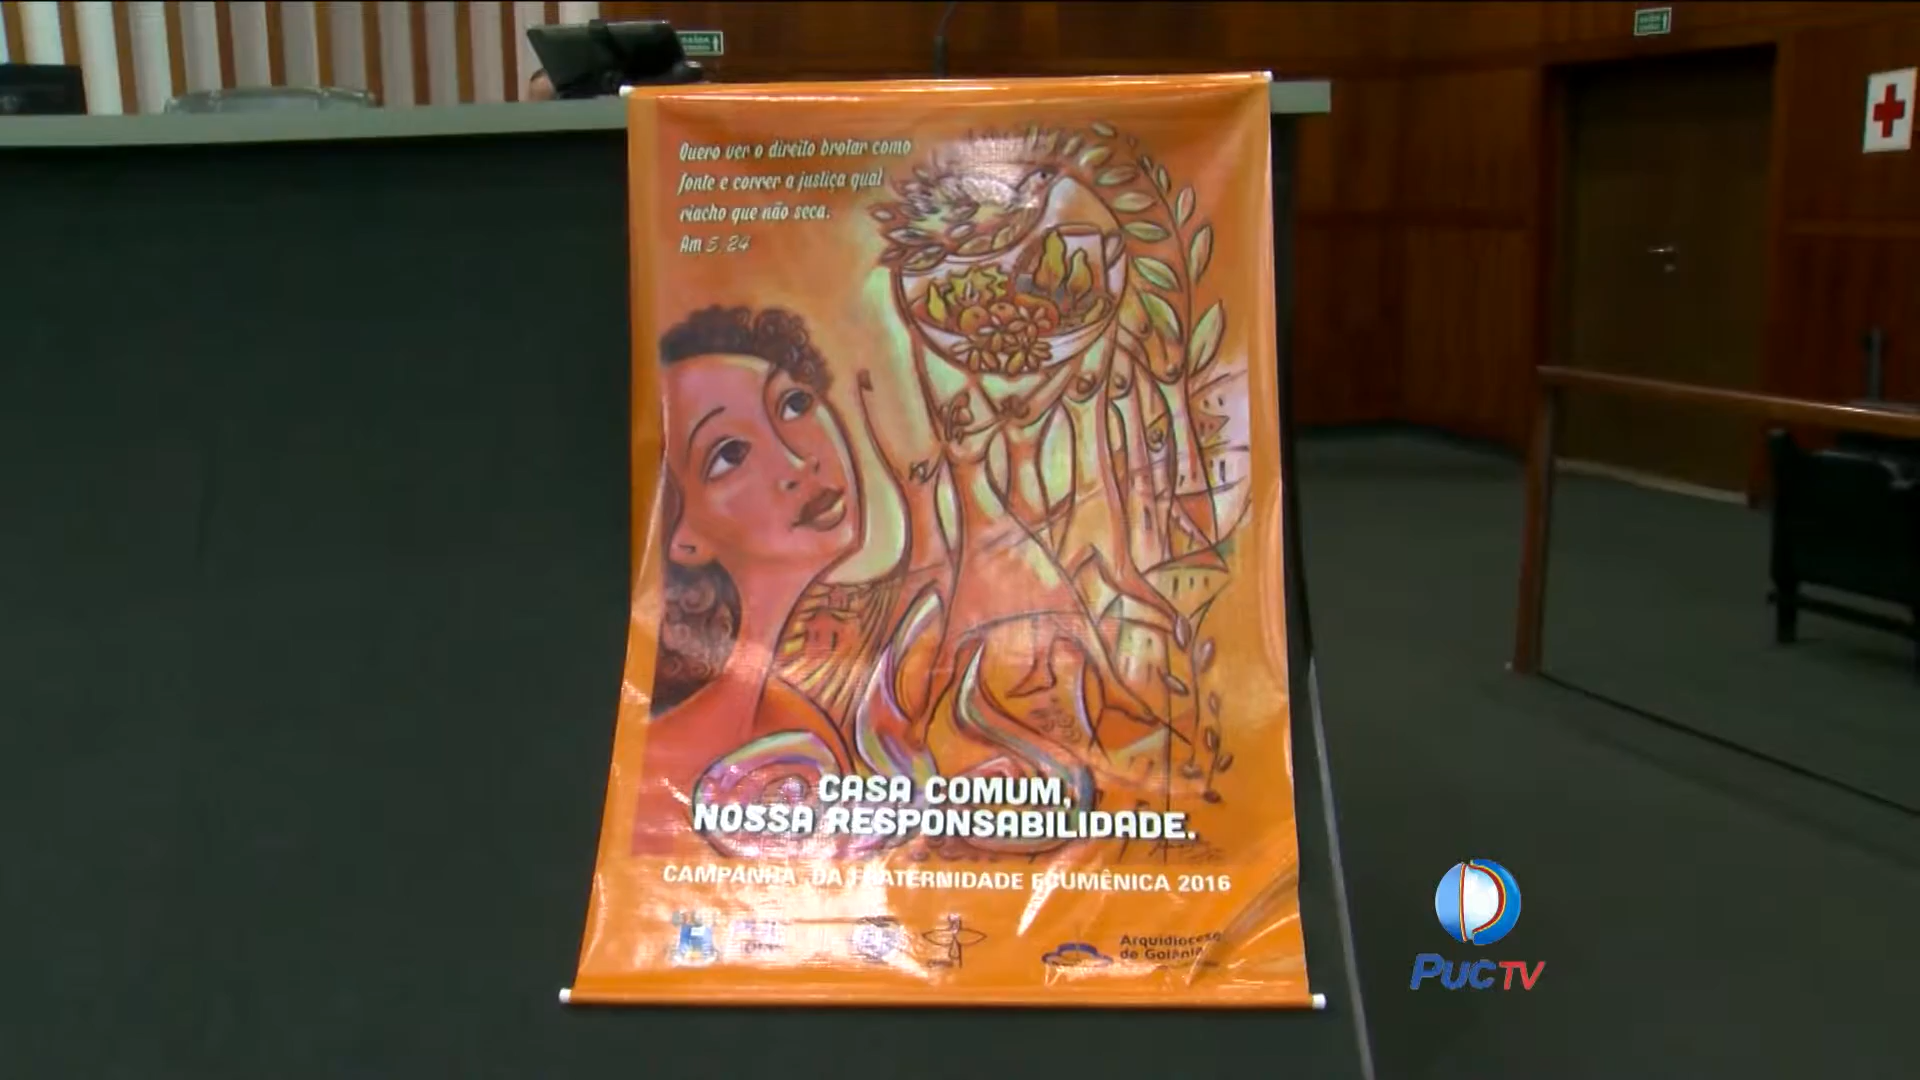 Quero ver o direito brotar como
fonte e correr a justiça qual
riacho que não seca.
Am 5, 24
CASA COMUM,
NOSSA RESPONSABILIDADE.
CAMPANHA DA FRATERNIDADE ECUMÊNICA 2016
Arquidiocese
de Goiânia
PUC TV